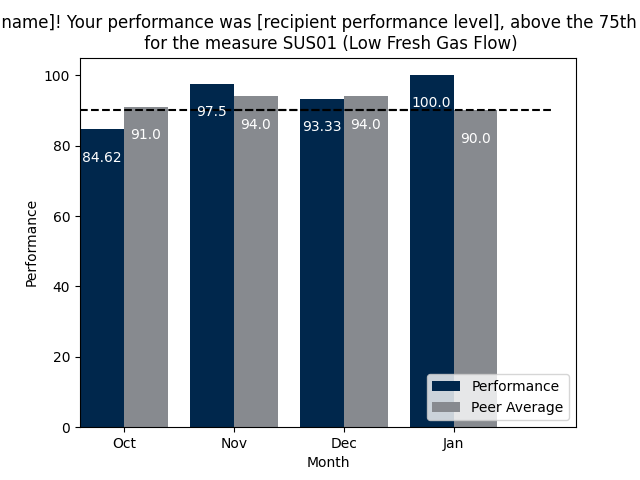 name]! Your performance was [recipient performance level], above the 75th
for the measure SUS01 (Low Fresh Gas Flow)
100
80
60
40
20
0
Performance
84.62
91.0
97.5
94.0
93.33
94.0
100.0
90.0
Performance
Peer Average
Oct
Nov
Dec
Jan
Month